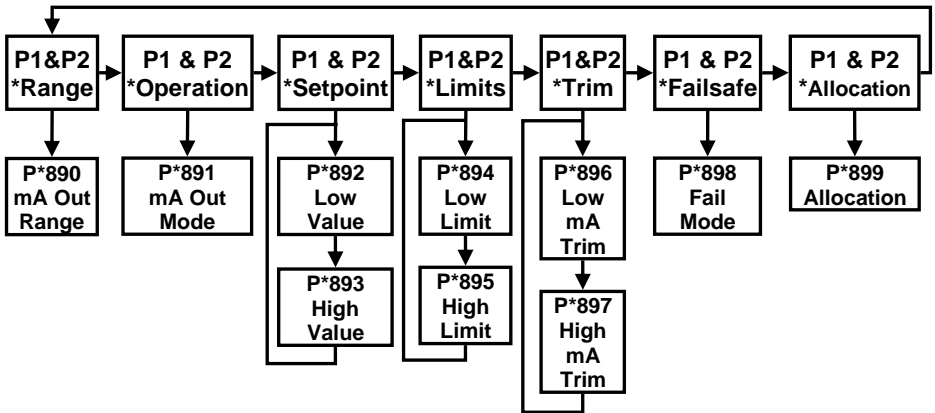 P1&P2
*Range
P1 & P2
*Operation
P1 & P2
*Setpoint
P1&P2
*Limits
P1&P2
*Trim
P1 & P2
*Failsafe
P1 & P2
*Allocation
P*890
mA Out
Range
P*891
mA Out
Mode
P*892
Low
Value
P*894
Low
Limit
P*896
Low
mA
Trim
P*898
Fail
Mode
P*899
Allocation
P*893
High
Value
P*895
High
Limit
P*897
High
mA
Trim